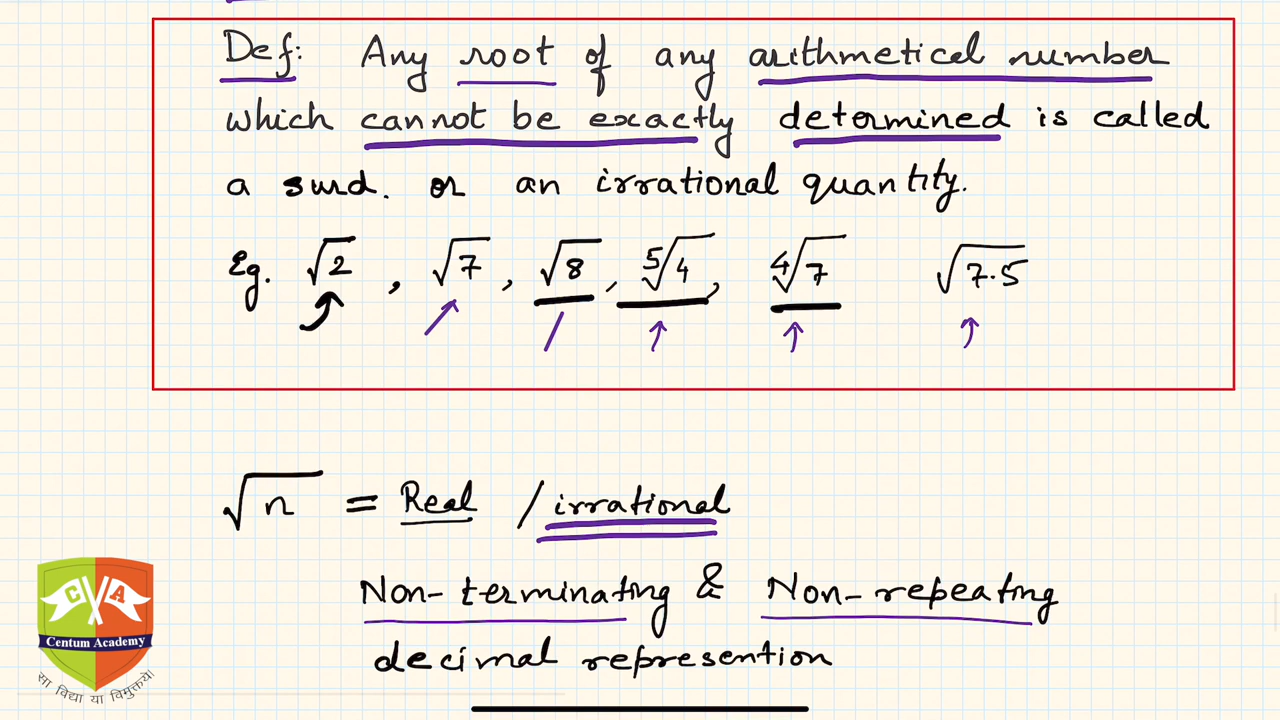 Def: Any root of any arithmetical number
which cannot be exactly determined is called
a surd. or an irrational quantity.
Eg. √2 , √7 , √8 , ⁵√4 , ⁴√7 √7.5
√n = Real / irrational
Non-terminating & Non-repeating
decimal represention
C A
Centum Academy
सा विद्या या विमुक्तये।